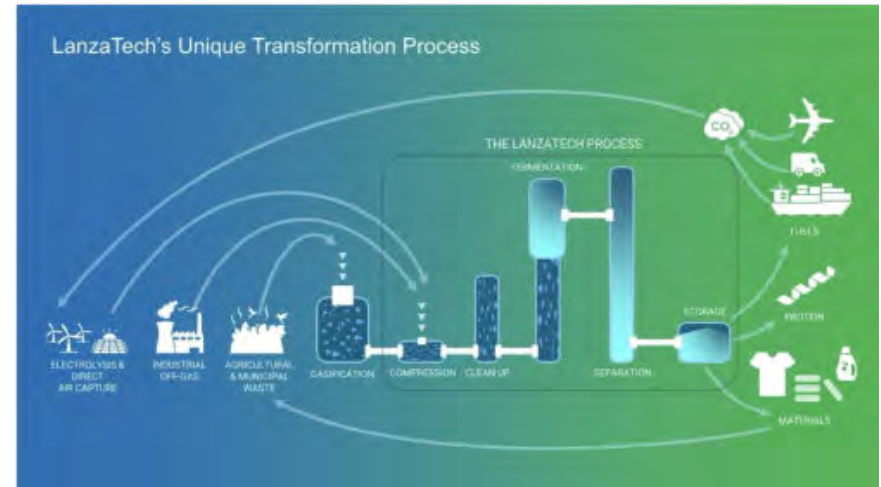 LanzaTech's Unique Transformation Process
CO₂
THE LANZATECH PROCESS
FERMENTATION
FUELS
STORAGE
PROTEIN
ELECTROLYSIS &
DIRECT
AIR CAPTURE
INDUSTRIAL
OFF-GAS
AGRICULTURAL
& MUNICIPAL
WASTE
GASIFICATION
COMPRESSION
CLEAN UP
SEPARATION
MATERIALS